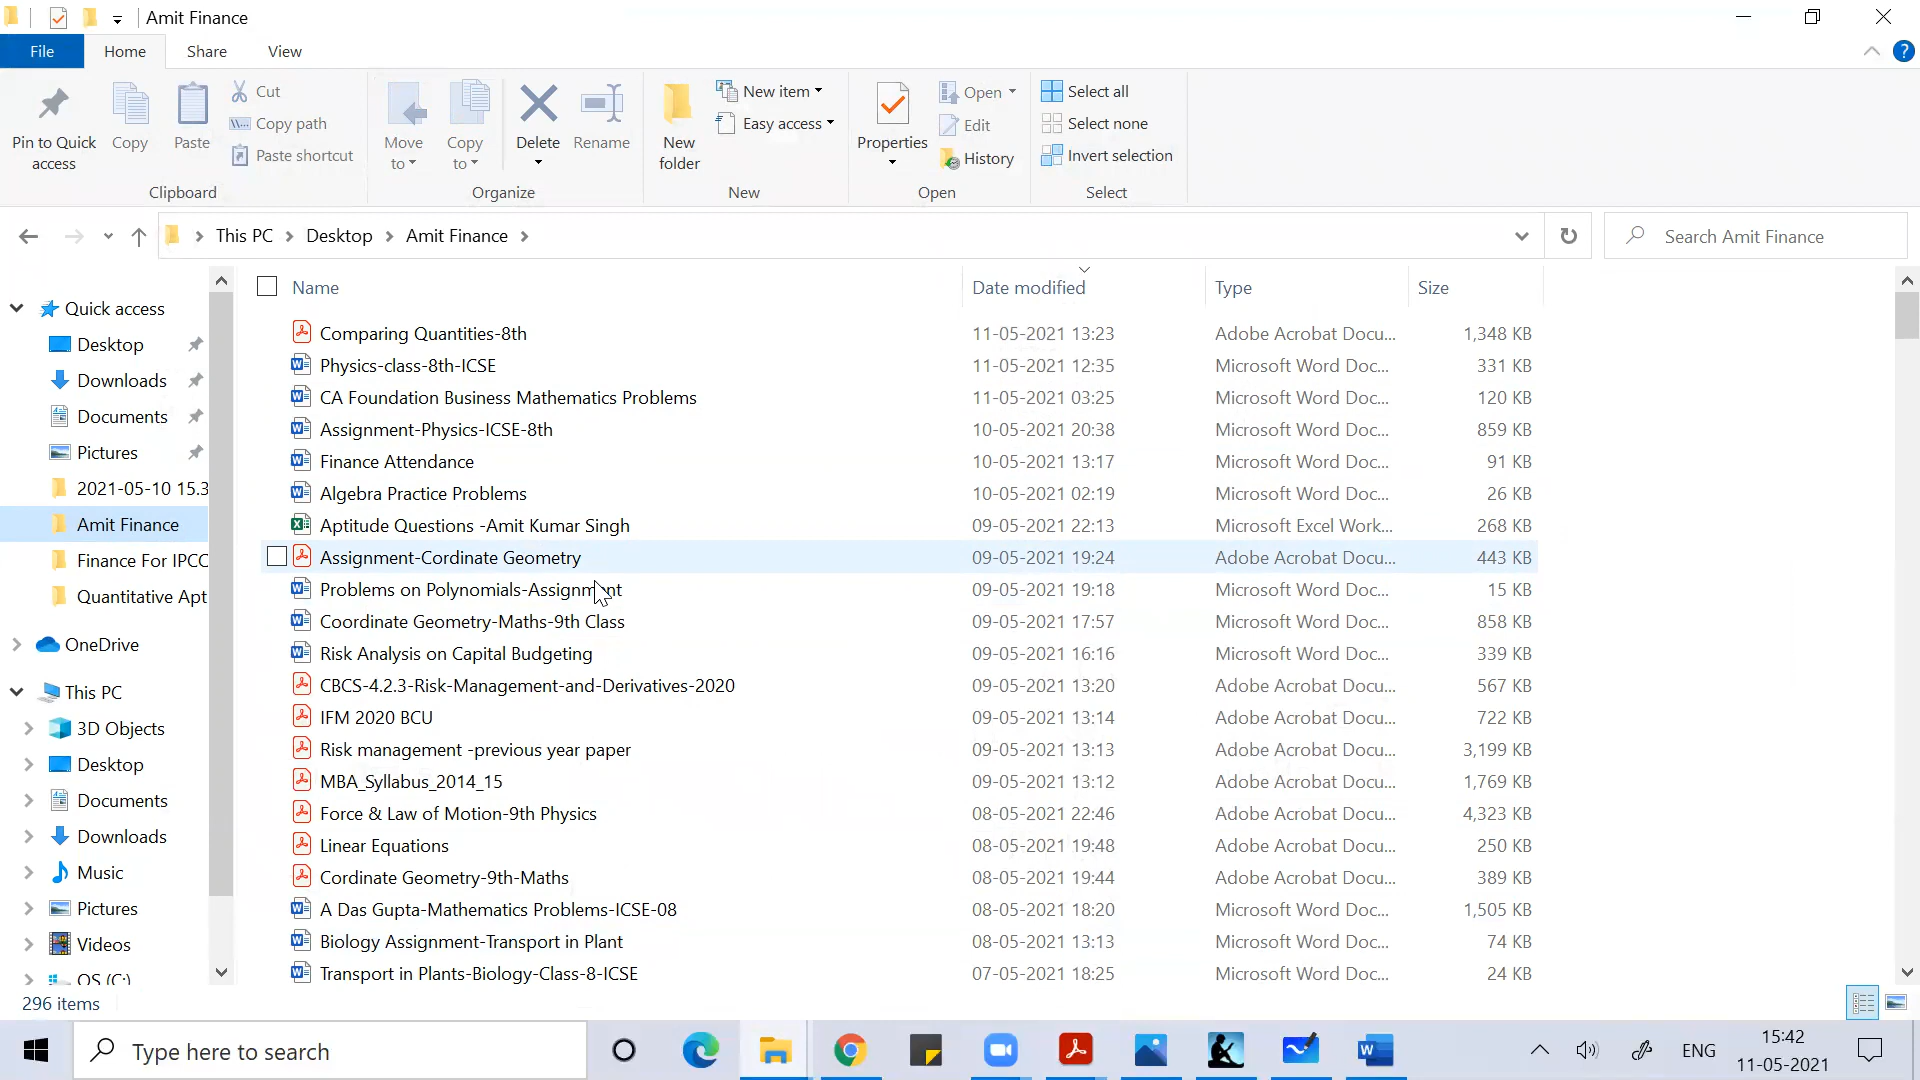 Amit Finance
File Home Share View
Pin to Quick access
Copy
Paste
Cut
Copy path
Paste shortcut
Clipboard
Move to
Copy to
Delete
Rename
Organize
New folder
New item
Easy access
New
Properties
Open
Edit
History
Open
Select all
Select none
Invert selection
Select
This PC > Desktop > Amit Finance >
Search Amit Finance
Quick access
Desktop
Downloads
Documents
Pictures
2021-05-10 15.3
Amit Finance
Finance For IPCC
Quantitative Apt
OneDrive
This PC
3D Objects
Desktop
Documents
Downloads
Music
Pictures
Videos
OS (C:)
Name Date modified Type Size
Comparing Quantities-8th 11-05-2021 13:23 Adobe Acrobat Docu... 1,348 KB
Physics-class-8th-ICSE 11-05-2021 12:35 Microsoft Word Doc... 331 KB
CA Foundation Business Mathematics Problems 11-05-2021 03:25 Microsoft Word Doc... 120 KB
Assignment-Physics-ICSE-8th 10-05-2021 20:38 Microsoft Word Doc... 859 KB
Finance Attendance 10-05-2021 13:17 Microsoft Word Doc... 91 KB
Algebra Practice Problems 10-05-2021 02:19 Microsoft Word Doc... 26 KB
Aptitude Questions -Amit Kumar Singh 09-05-2021 22:13 Microsoft Excel Work... 268 KB
Assignment-Cordinate Geometry 09-05-2021 19:24 Adobe Acrobat Docu... 443 KB
Problems on Polynomials-Assignment 09-05-2021 19:18 Microsoft Word Doc... 15 KB
Coordinate Geometry-Maths-9th Class 09-05-2021 17:57 Microsoft Word Doc... 858 KB
Risk Analysis on Capital Budgeting 09-05-2021 16:16 Microsoft Word Doc... 339 KB
CBCS-4.2.3-Risk-Management-and-Derivatives-2020 09-05-2021 13:20 Adobe Acrobat Docu... 567 KB
IFM 2020 BCU 09-05-2021 13:14 Adobe Acrobat Docu... 722 KB
Risk management -previous year paper 09-05-2021 13:13 Adobe Acrobat Docu... 3,199 KB
MBA_Syllabus_2014_15 09-05-2021 13:12 Adobe Acrobat Docu... 1,769 KB
Force & Law of Motion-9th Physics 08-05-2021 22:46 Adobe Acrobat Docu... 4,323 KB
Linear Equations 08-05-2021 19:48 Adobe Acrobat Docu... 250 KB
Cordinate Geometry-9th-Maths 08-05-2021 19:44 Adobe Acrobat Docu... 389 KB
A Das Gupta-Mathematics Problems-ICSE-08 08-05-2021 18:20 Microsoft Word Doc... 1,505 KB
Biology Assignment-Transport in Plant 08-05-2021 13:13 Microsoft Word Doc... 74 KB
Transport in Plants-Biology-Class-8-ICSE 07-05-2021 18:25 Microsoft Word Doc... 24 KB
296 items
Type here to search
ENG
15:42
11-05-2021